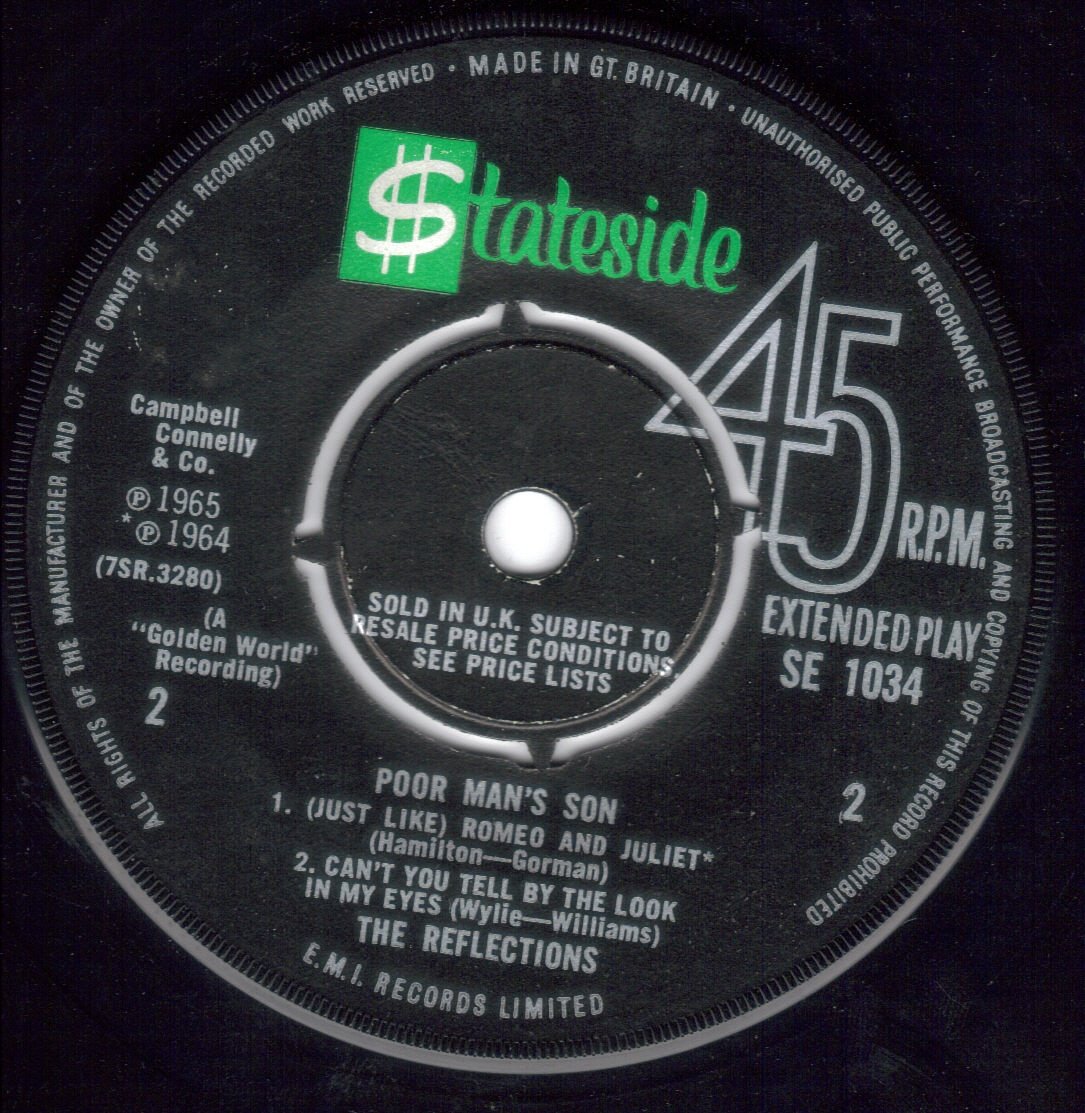 ALL RIGHTS OF THE MANUFACTURER AND OF THE OWNER OF THE RECORDED WORK RESERVED · MADE IN GT. BRITAIN · UNAUTHORISED PUBLIC PERFORMANCE BROADCASTING AND COPYING OF THIS RECORD PROHIBITED
$tateside
45
R.P.M.
EXTENDED PLAY
SE 1034
2
Campbell
Connelly
& Co.
℗ 1965
*℗ 1964
(7SR.3280)
(A
"Golden World"
Recording)
2
SOLD IN U.K. SUBJECT TO
RESALE PRICE CONDITIONS,
SEE PRICE LISTS
POOR MAN'S SON
1. (JUST LIKE) ROMEO AND JULIET*
(Hamilton—Gorman)
2. CAN'T YOU TELL BY THE LOOK
IN MY EYES (Wylie—Williams)
THE REFLECTIONS
E.M.I. RECORDS LIMITED